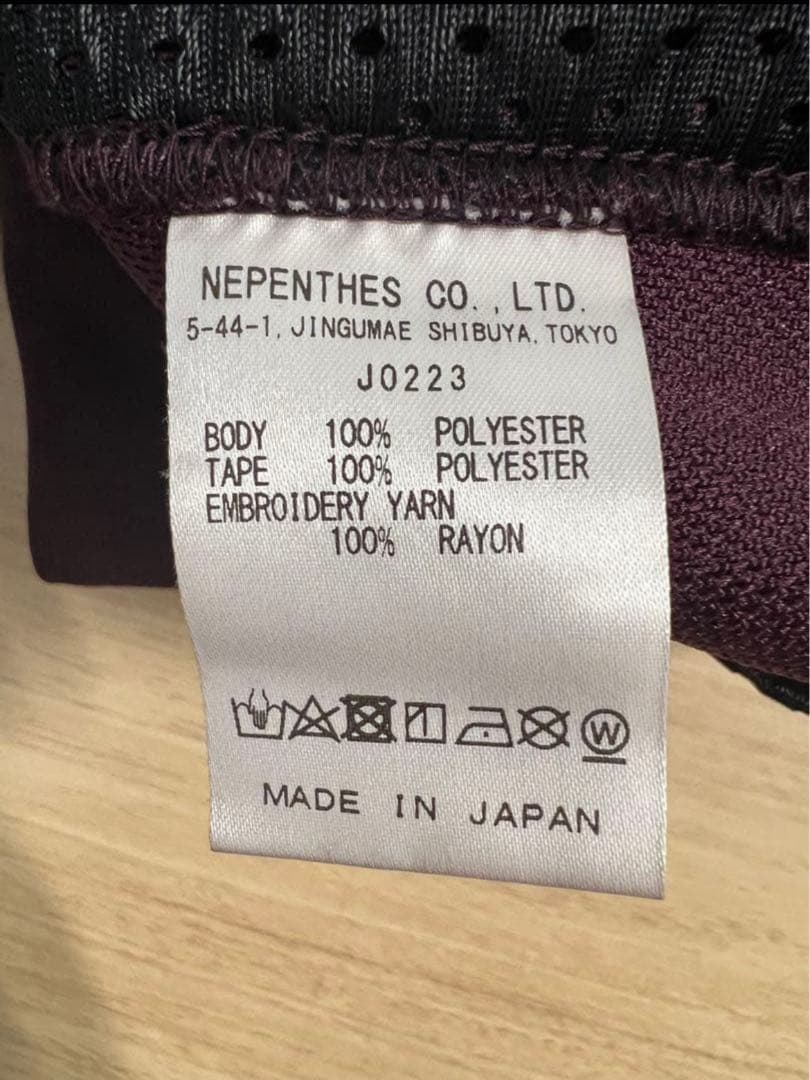 NEPENTHES CO., LTD.
5-44-1, JINGUMAE SHIBUYA, TOKYO
J0223
BODY 100% POLYESTER
TAPE 100% POLYESTER
EMBROIDERY YARN
100% RAYON
W
MADE IN JAPAN